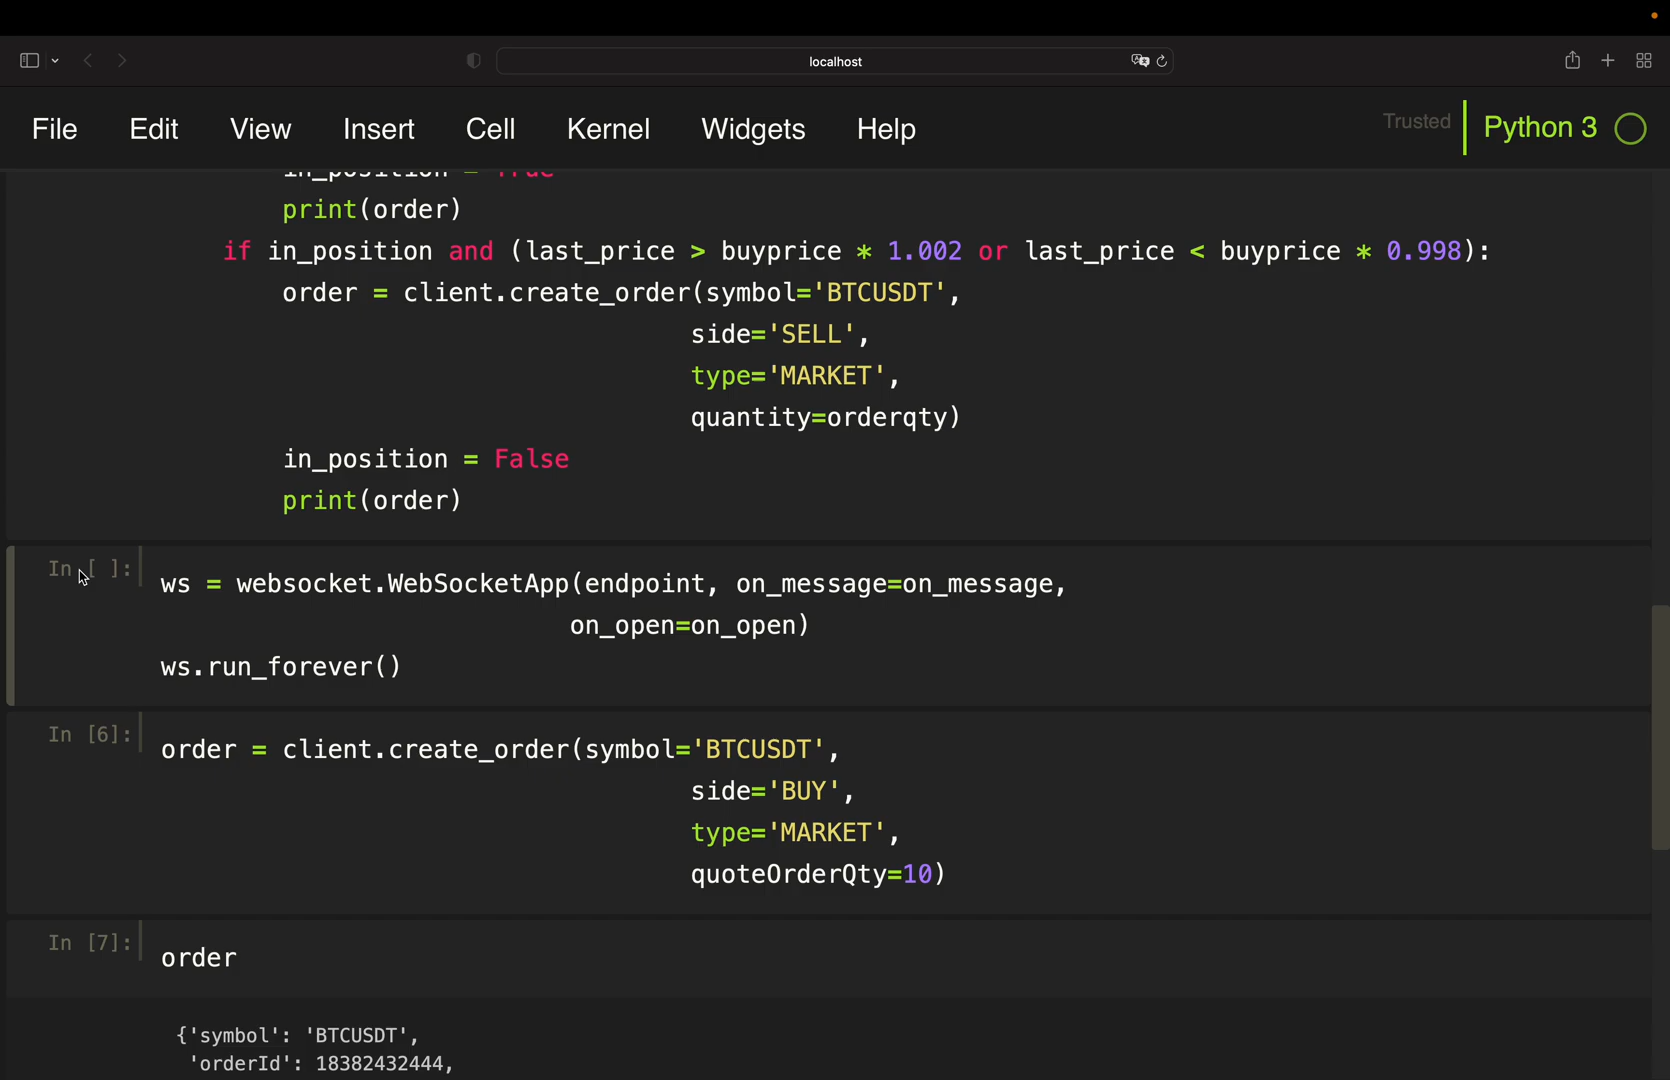 localhost
File Edit View Insert Cell Kernel Widgets Help Trusted Python 3
in_position = True
print(order)
if in_position and (last_price > buyprice * 1.002 or last_price < buyprice * 0.998):
order = client.create_order(symbol='BTCUSDT',
side='SELL',
type='MARKET',
quantity=orderqty)
in_position = False
print(order)
In [ ]:
ws = websocket.WebSocketApp(endpoint, on_message=on_message,
on_open=on_open)
ws.run_forever()
In [6]:
order = client.create_order(symbol='BTCUSDT',
side='BUY',
type='MARKET',
quoteOrderQty=10)
In [7]:
order
{'symbol': 'BTCUSDT',
'orderId': 18382432444,